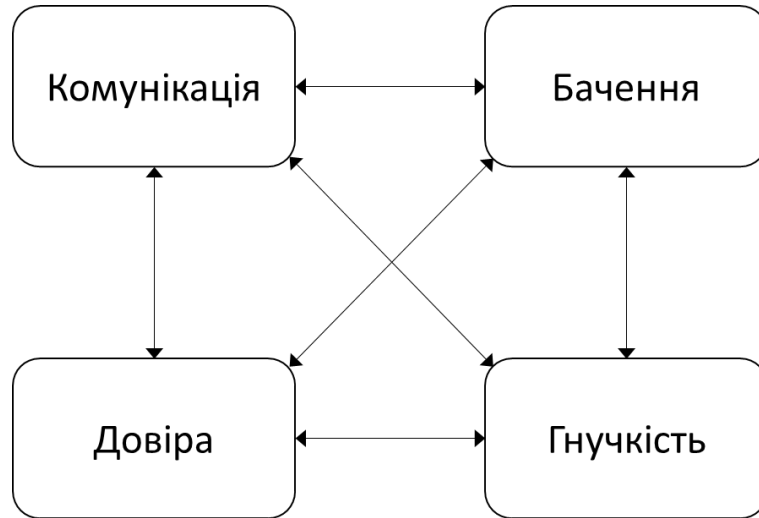 Комунікація
Бачення
Довіра
Гнучкість